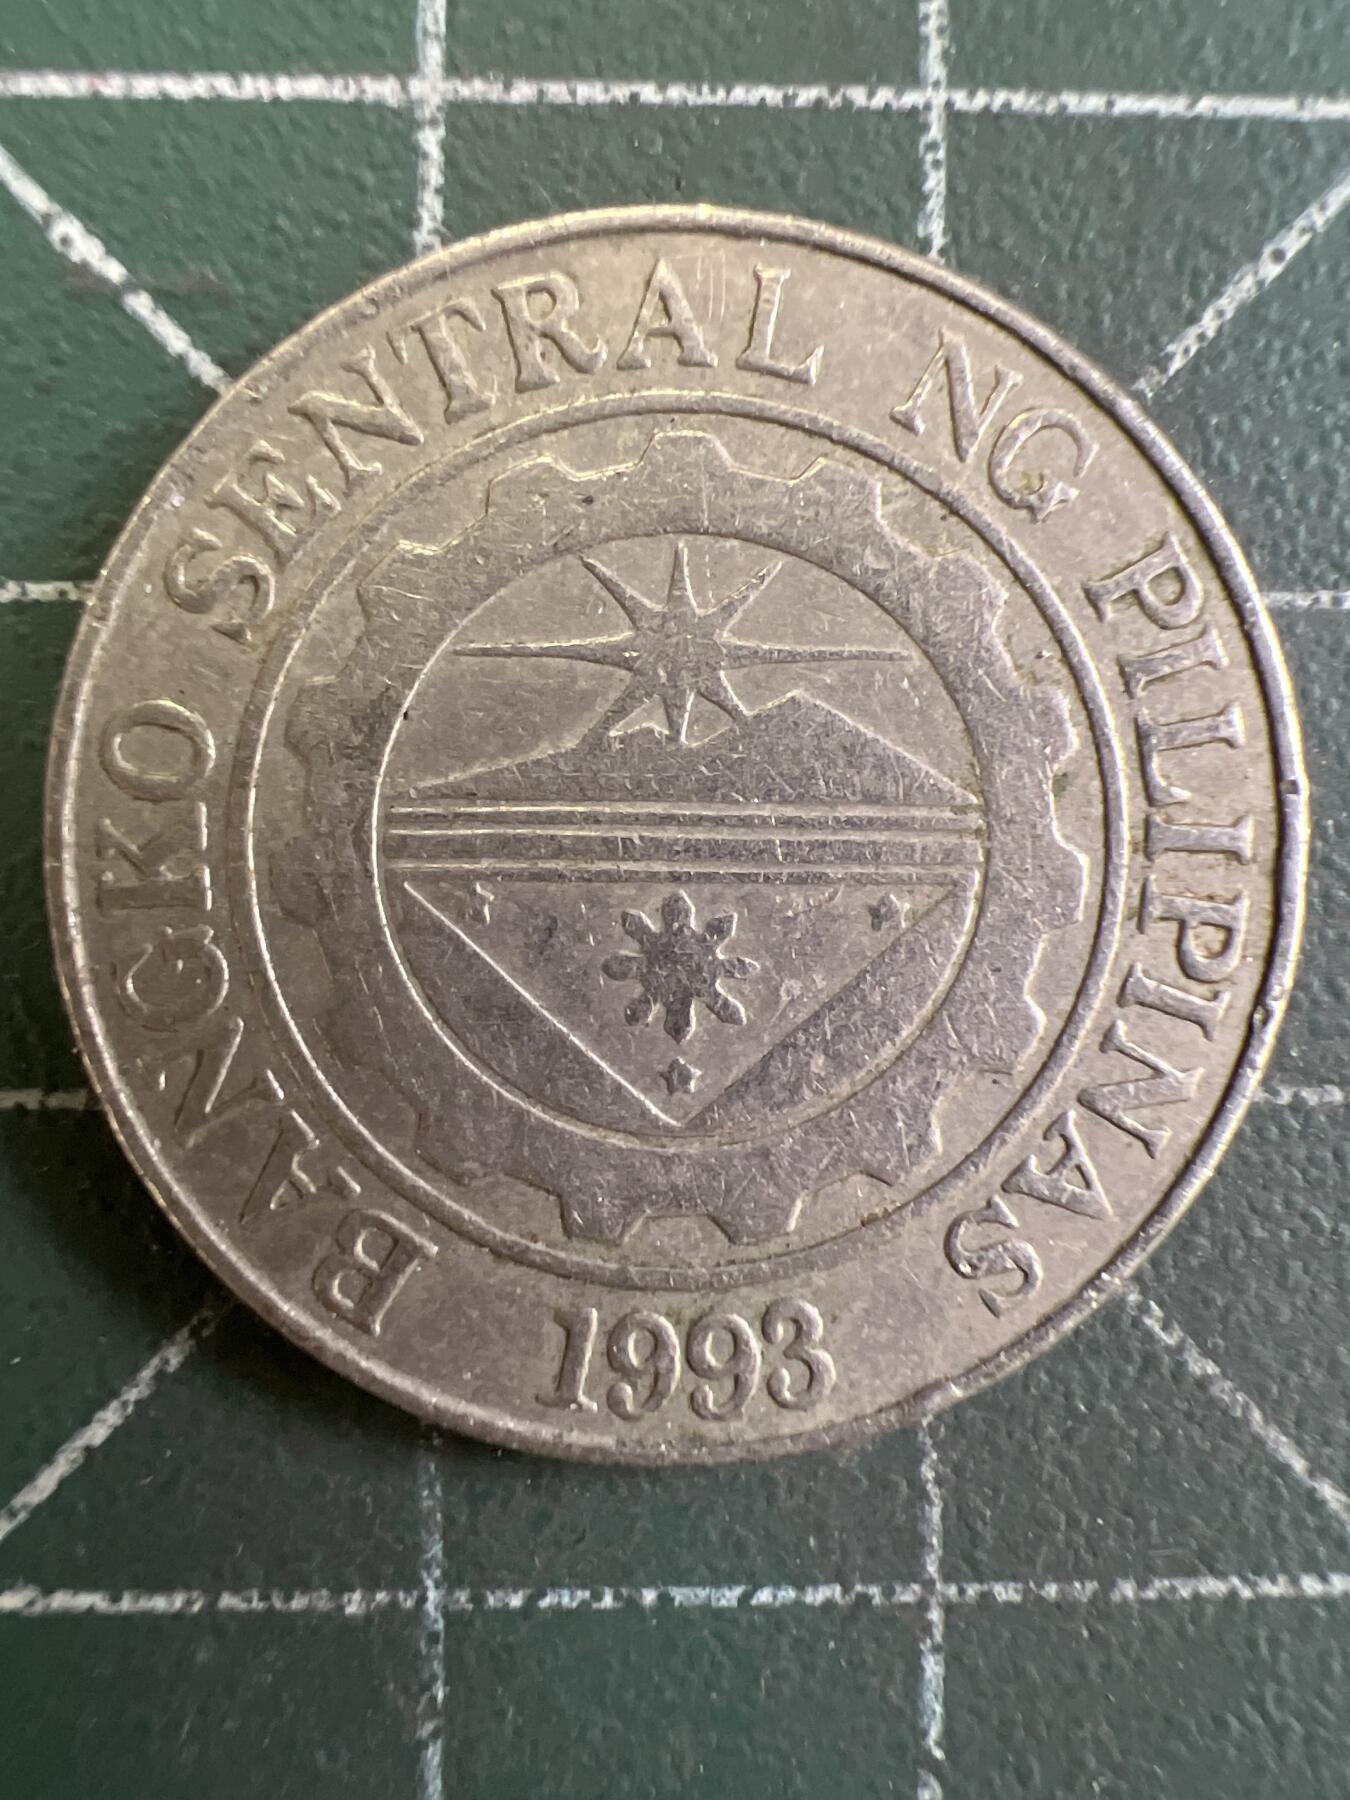 BANGKO SENTRAL NG PILIPINAS
1993